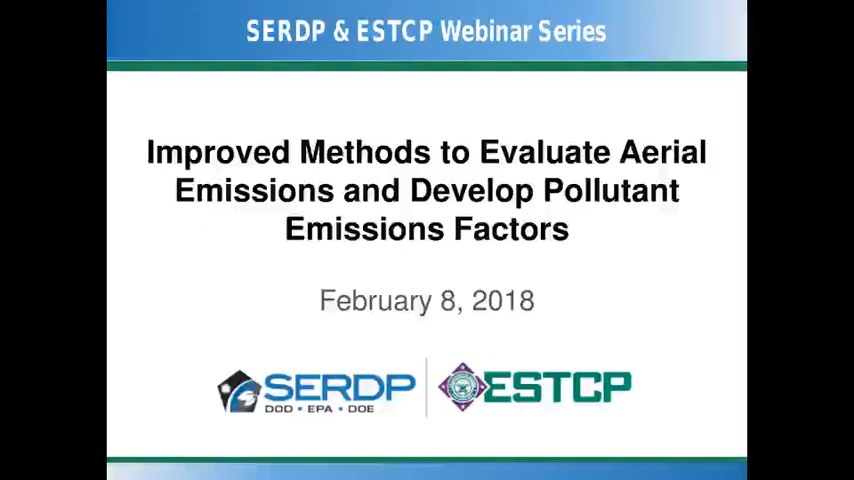 SERDP & ESTCP Webinar Series
Improved Methods to Evaluate Aerial
Emissions and Develop Pollutant
Emissions Factors
February 8, 2018
SERDP
DOD • EPA • DOE
ESTCP